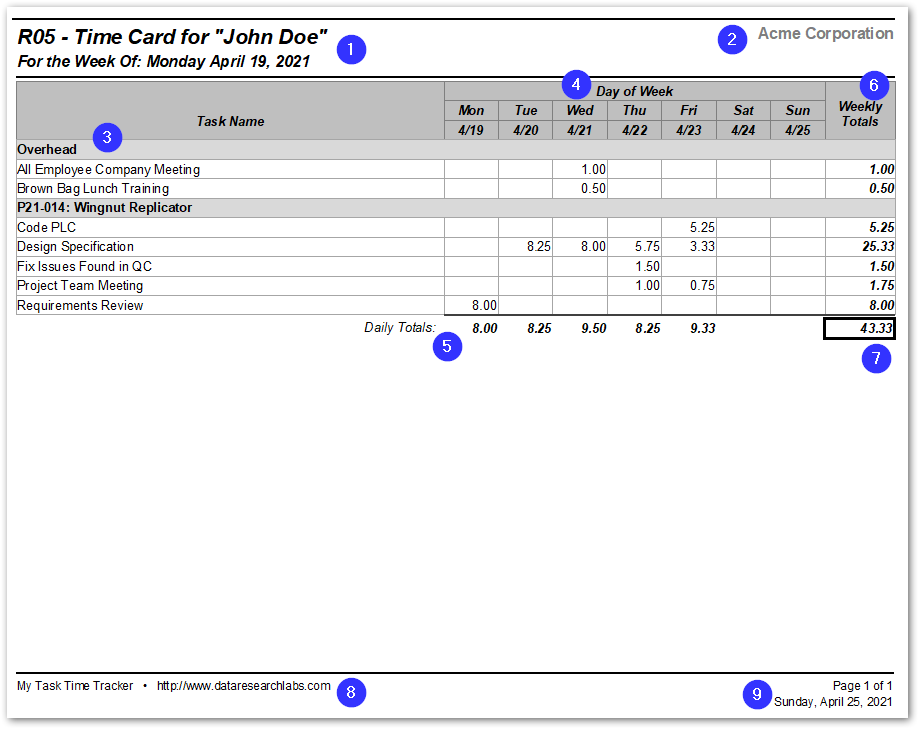 R05 - Time Card for "John Doe"
1
2
Acme Corporation
For the Week Of: Monday April 19, 2021
Task Name
3
4
Day of Week
6
Weekly Totals
Mon Tue Wed Thu Fri Sat Sun
4/19 4/20 4/21 4/22 4/23 4/24 4/25
Overhead
All Employee Company Meeting 1.00 1.00
Brown Bag Lunch Training 0.50 0.50
P21-014: Wingnut Replicator
Code PLC 5.25 5.25
Design Specification 8.25 8.00 5.75 3.33 25.33
Fix Issues Found in QC 1.50 1.50
Project Team Meeting 1.00 0.75 1.75
Requirements Review 8.00 8.00
Daily Totals: 8.00 8.25 9.50 8.25 9.33 43.33
5
7
My Task Time Tracker • http://www.dataresearchlabs.com
8
9
Page 1 of 1
Sunday, April 25, 2021